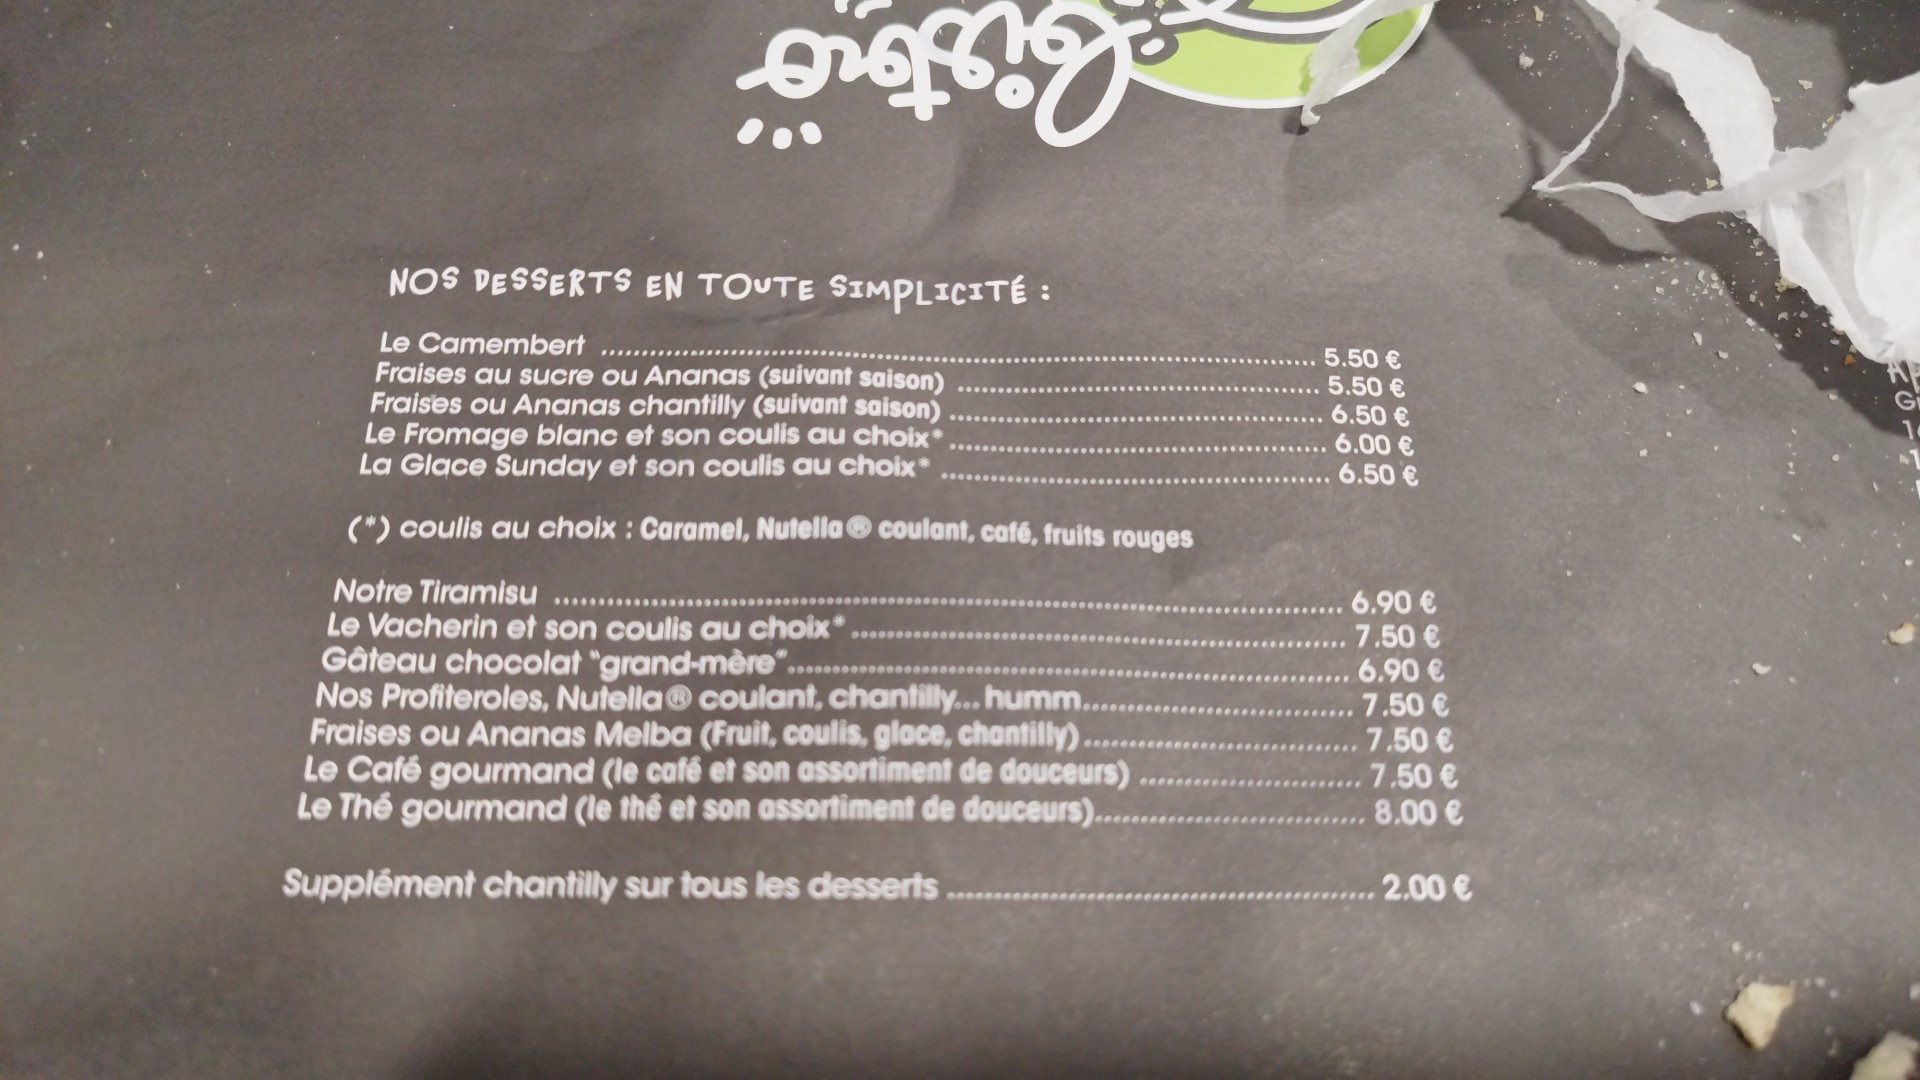 bistro
NOS DESSERTS EN TOUTE SIMPLICITÉ :
Le Camembert ........ 5.50 €
Fraises au sucre ou Ananas (suivant saison) ........ 5.50 €
Fraises ou Ananas chantilly (suivant saison) ........ 6.50 €
Le Fromage blanc et son coulis au choix* ........ 6.00 €
La Glace Sunday et son coulis au choix* ........ 6.50 €
(*) coulis au choix : Caramel, Nutella® coulant, café, fruits rouges
Notre Tiramisu ........ 6.90 €
Le Vacherin et son coulis au choix* ........ 7.50 €
Gâteau chocolat "grand-mère" ........ 6.90 €
Nos Profiteroles, Nutella® coulant, chantilly... humm ........ 7.50 €
Fraises ou Ananas Melba (Fruit, coulis, glace, chantilly) ........ 7.50 €
Le Café gourmand (le café et son assortiment de douceurs) ........ 7.50 €
Le Thé gourmand (le thé et son assortiment de douceurs) ........ 8.00 €
Supplément chantilly sur tous les desserts ........ 2.00 €